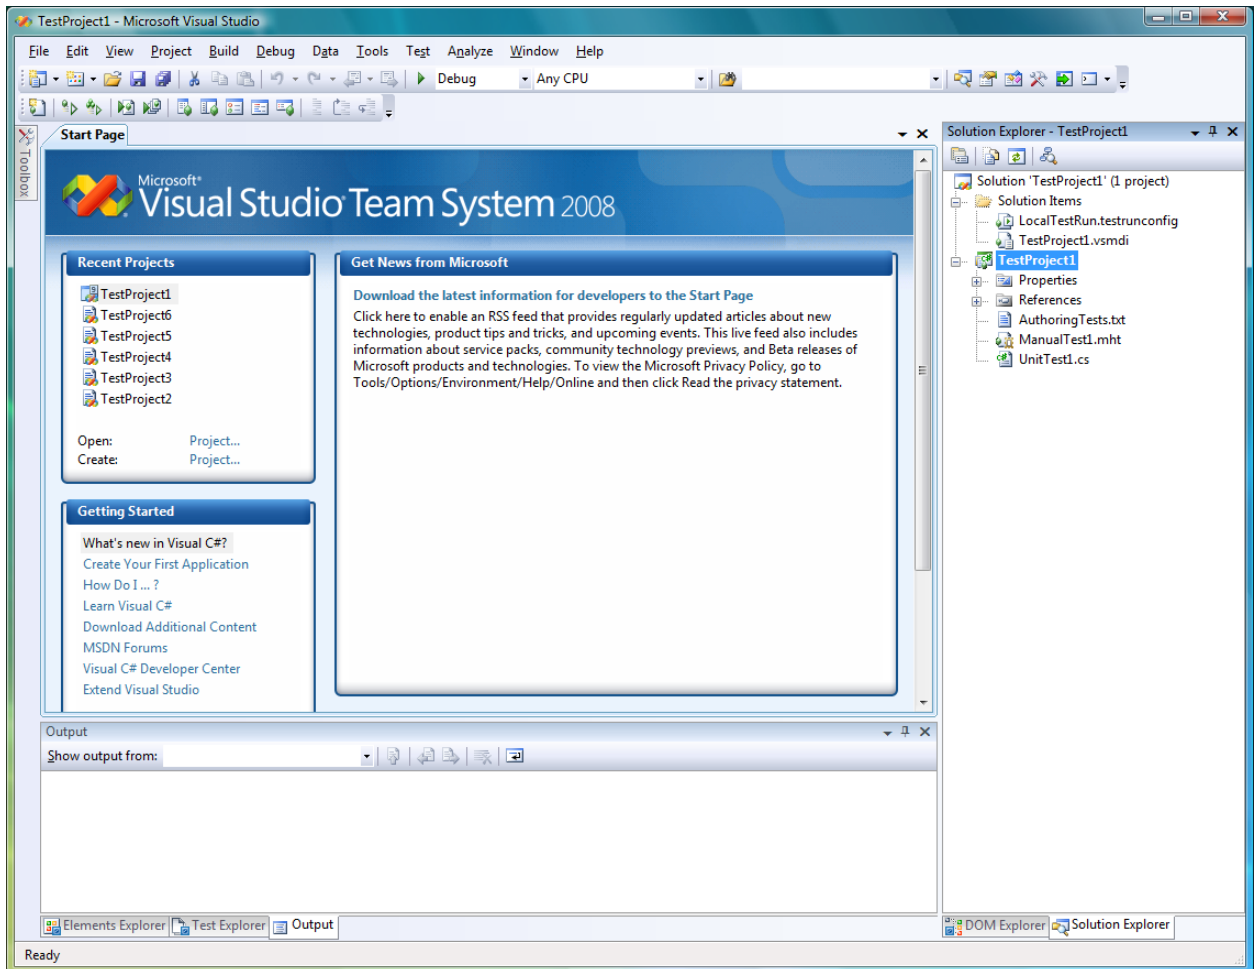 TestProject1 - Microsoft Visual Studio
File Edit View Project Build Debug Data Tools Test Analyze Window Help
Debug Any CPU
Toolbox
Start Page
Microsoft®
Visual Studio Team System 2008
Recent Projects
TestProject1
TestProject6
TestProject5
TestProject4
TestProject3
TestProject2
Open: Project...
Create: Project...
Getting Started
What's new in Visual C#?
Create Your First Application
How Do I ... ?
Learn Visual C#
Download Additional Content
MSDN Forums
Visual C# Developer Center
Extend Visual Studio
Get News from Microsoft
Download the latest information for developers to the Start Page
Click here to enable an RSS feed that provides regularly updated articles about new
technologies, product tips and tricks, and upcoming events. This live feed also includes
information about service packs, community technology previews, and Beta releases of
Microsoft products and technologies. To view the Microsoft Privacy Policy, go to
Tools/Options/Environment/Help/Online and then click Read the privacy statement.
Output
Show output from:
Elements Explorer Test Explorer Output
Solution Explorer - TestProject1
Solution 'TestProject1' (1 project)
Solution Items
LocalTestRun.testrunconfig
TestProject1.vsmdi
TestProject1
Properties
References
AuthoringTests.txt
ManualTest1.mht
UnitTest1.cs
DOM Explorer Solution Explorer
Ready